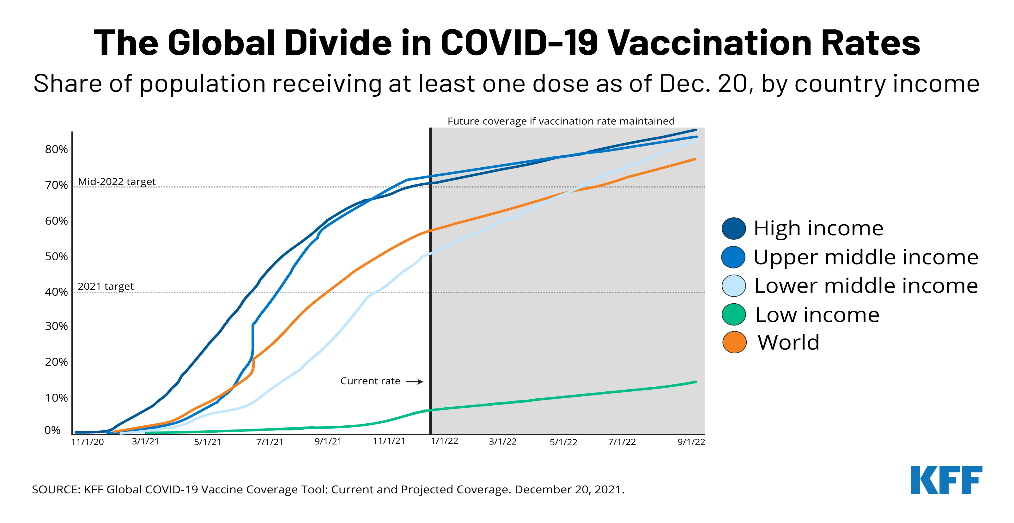 The Global Divide in COVID-19 Vaccination Rates
Share of population receiving at least one dose as of Dec. 20, by country income
Future coverage if vaccination rate maintained
80%
70%
Mid-2022 target
60%
50%
2021 target
40%
30%
20%
10%
0%
Current rate
11/1/20 3/1/21 5/1/21 7/1/21 9/1/21 11/1/21 1/1/22 3/1/22 5/1/22 7/1/22 9/1/22
High income
Upper middle income
Lower middle income
Low income
World
SOURCE: KFF Global COVID-19 Vaccine Coverage Tool: Current and Projected Coverage. December 20, 2021.
KFF